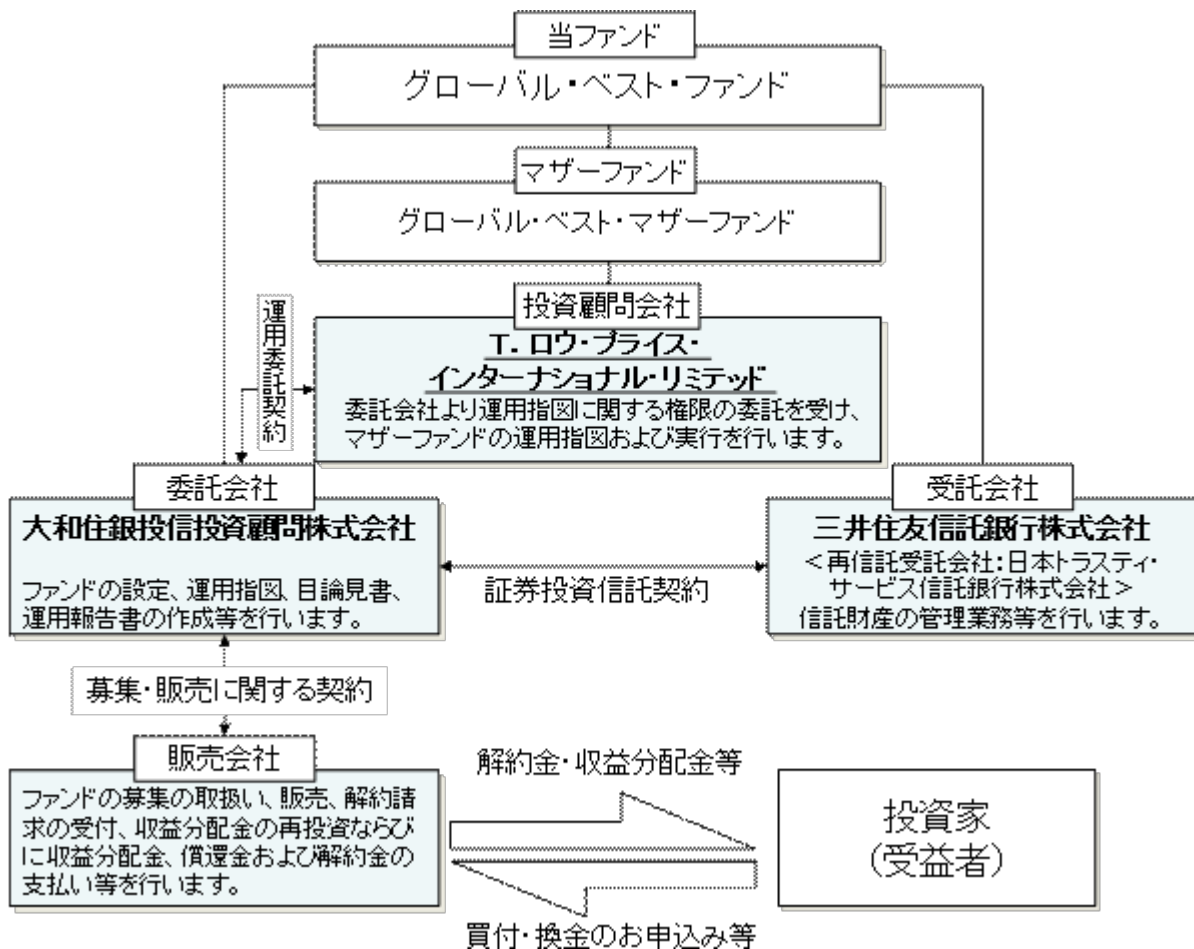 当ファンド
グローバル・ベスト・ファンド
マザーファンド
グローバル・ベスト・マザーファンド
投資顧問会社
T. ロウ・プライス・
インターナショナル・リミテッド
委託会社より運用指図に関する権限の委託を受け、
マザーファンドの運用指図および実行を行います。
運用委託契約
委託会社
大和住銀投信投資顧問株式会社
ファンドの設定、運用指図、目論見書、
運用報告書の作成等を行います。
証券投資信託契約
受託会社
三井住友信託銀行株式会社
<再信託受託会社:日本トラスティ・
サービス信託銀行株式会社>
信託財産の管理業務等を行います。
募集・販売に関する契約
販売会社
ファンドの募集の取扱い、販売、解約請
求の受付、収益分配金の再投資ならび
に収益分配金、償還金および解約金の
支払い等を行います。
解約金・収益分配金等
買付・換金のお申込み等
投資家
(受益者)